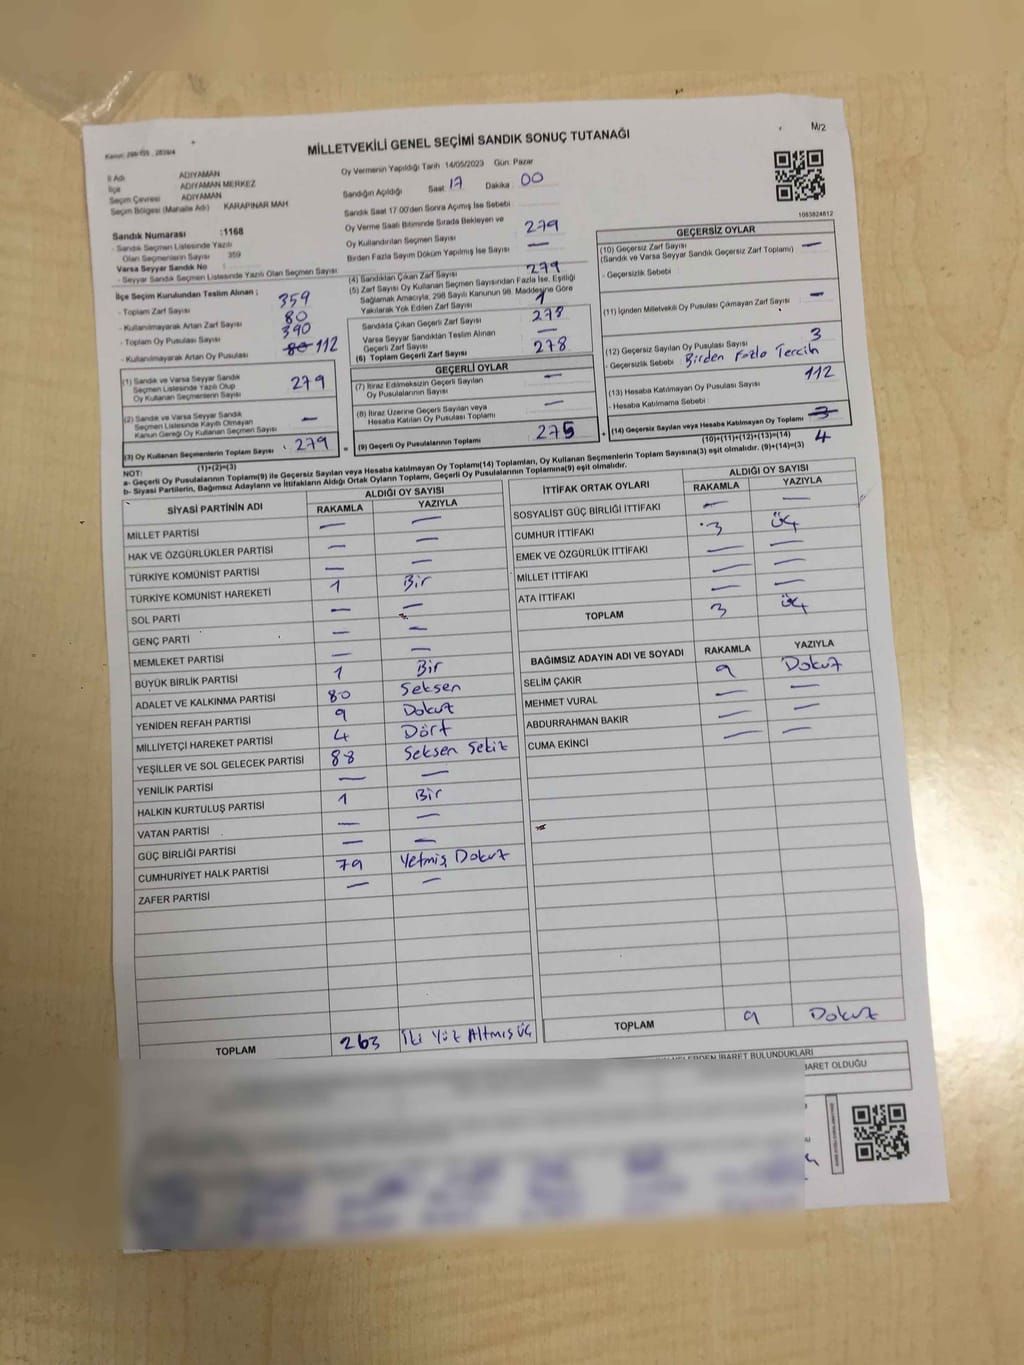 M/2
Kanun: 298/105 , 2839/4
MİLLETVEKİLİ GENEL SEÇİMİ SANDIK SONUÇ TUTANAĞI
İl Adı ADIYAMAN
İlçe ADIYAMAN MERKEZ
Seçim Çevresi ADIYAMAN
Seçim Bölgesi (Mahalle Adı) KARAPINAR MAH
Oy Vermenin Yapıldığı Tarih :14/05/2023 Gün: Pazar
Sandığın Açıldığı Saat: 17 Dakika: 00
Sandık Saat 17.00'den Sonra Açılmış İse Sebebi
Oy Verme Saati Bitiminde Sırada Bekleyen ve
Oy Kullandırılan Seçmen Sayısı 279
Birden Fazla Sayım Döküm Yapılmış İse Sayısı —
1083824812
Sandık Numarası :1168
- Sandık Seçmen Listesinde Yazılı
Olan Seçmenlerin Sayısı 359
Varsa Seyyar Sandık No
- Seyyar Sandık Seçmen Listesinde Yazılı Olan Seçmen Sayısı:
İlçe Seçim Kurulundan Teslim Alınan ;
- Toplam Zarf Sayısı 359
- Kullanılmayarak Artan Zarf Sayısı 80
- Toplam Oy Pusulası Sayısı 390
- Kullanılmayarak Artan Oy Pusulası 80 112
(1) Sandık ve Varsa Seyyar Sandık
Seçmen Listesinde Yazılı Olup
Oy Kullanan Seçmen Sayısı 279
(2) Sandık ve Varsa Seyyar Sandık
Seçmen Listesinde Kayıtlı Olmayan
Kanun Gereği Oy Kullanan Seçmen Sayısı —
(3) Oy Kullanan Seçmenlerin Toplam Sayısı 279
(1)+(2)=(3)
(4) Sandıktan Çıkan Zarf Sayısı 279
(5) Zarf Sayısı Oy Kullanan Seçmen Sayısından Fazla İse, Eşitliği
Sağlamak Amacıyla, 298 Sayılı Kanunun 98. Maddesine Göre
Yakılarak Yok Edilen Zarf Sayısı 1
Sandıkta Çıkan Geçerli Zarf Sayısı 278
Varsa Seyyar Sandıktan Teslim Alınan
Geçerli Zarf Sayısı —
(6) Toplam Geçerli Zarf Sayısı 278
GEÇERLİ OYLAR
(7) İtiraz Edilmeksizin Geçerli Sayılan
Oy Pusulalarının Sayısı —
(8) İtiraz Üzerine Geçerli Sayılan veya
Hesaba Katılan Oy Pusulası Toplamı —
= (9) Geçerli Oy Pusulalarının Toplamı 275
GEÇERSİZ OYLAR
(10) Geçersiz Zarf Sayısı —
(Sandık ve Varsa Seyyar Sandık Geçersiz Zarf Toplamı)
- Geçersizlik Sebebi
(11) İçinden Milletvekili Oy Pusulası Çıkmayan Zarf Sayısı —
(12) Geçersiz Sayılan Oy Pusulası Sayısı 3
- Geçersizlik Sebebi : Birden Fazla Tercih
(13) Hesaba Katılmayan Oy Pusulası Sayısı 112
- Hesaba Katılmama Sebebi :
+ (14) Geçersiz Sayılan veya Hesaba Katılmayan Oy Toplamı 3
(10)+(11)+(12)+(13)=(14) 4
NOT:
a- Geçerli Oy Pusulalarının Toplamı(9) ile Geçersiz Sayılan veya Hesaba katılmayan Oy Toplamı(14) Toplamları, Oy Kullanan Seçmenlerin Toplam Sayısına(3) eşit olmalıdır. (9)+(14)=(3)
b- Siyasi Partilerin, Bağımsız Adayların ve İttifakların Aldığı Ortak Oyların Toplamı, Geçerli Oy Pusulalarının Toplamına(9) eşit olmalıdır.
SİYASİ PARTİNİN ADI ALDIĞI OY SAYISI
RAKAMLA YAZIYLA
MİLLET PARTİSİ — —
HAK VE ÖZGÜRLÜKLER PARTİSİ — —
TÜRKİYE KOMÜNİST PARTİSİ — —
TÜRKİYE KOMÜNİST HAREKETİ 1 Bir
SOL PARTİ — —
GENÇ PARTİ — —
MEMLEKET PARTİSİ — —
BÜYÜK BİRLİK PARTİSİ 1 Bir
ADALET VE KALKINMA PARTİSİ 80 Seksen
YENİDEN REFAH PARTİSİ 9 Dokuz
MİLLİYETÇİ HAREKET PARTİSİ 4 Dört
YEŞİLLER VE SOL GELECEK PARTİSİ 88 Seksen Sekiz
YENİLİK PARTİSİ — —
HALKIN KURTULUŞ PARTİSİ 1 Bir
VATAN PARTİSİ — —
GÜÇ BİRLİĞİ PARTİSİ — —
CUMHURİYET HALK PARTİSİ 79 Yetmiş Dokuz
ZAFER PARTİSİ — —
TOPLAM 263 İki Yüz Altmış Üç
İTTİFAK ORTAK OYLARI ALDIĞI OY SAYISI
RAKAMLA YAZIYLA
SOSYALİST GÜÇ BİRLİĞİ İTTİFAKI — —
CUMHUR İTTİFAKI 3 Üç
EMEK VE ÖZGÜRLÜK İTTİFAKI — —
MİLLET İTTİFAKI — —
ATA İTTİFAKI — —
TOPLAM 3 Üç
BAĞIMSIZ ADAYIN ADI VE SOYADI RAKAMLA YAZIYLA
SELİM ÇAKIR 9 Dokuz
MEHMET VURAL — —
ABDURRAHMAN BAKIR — —
CUMA EKİNCİ — —
TOPLAM 9 Dokuz
İBARET BULUNDUKLARI
BARET OLDUĞU